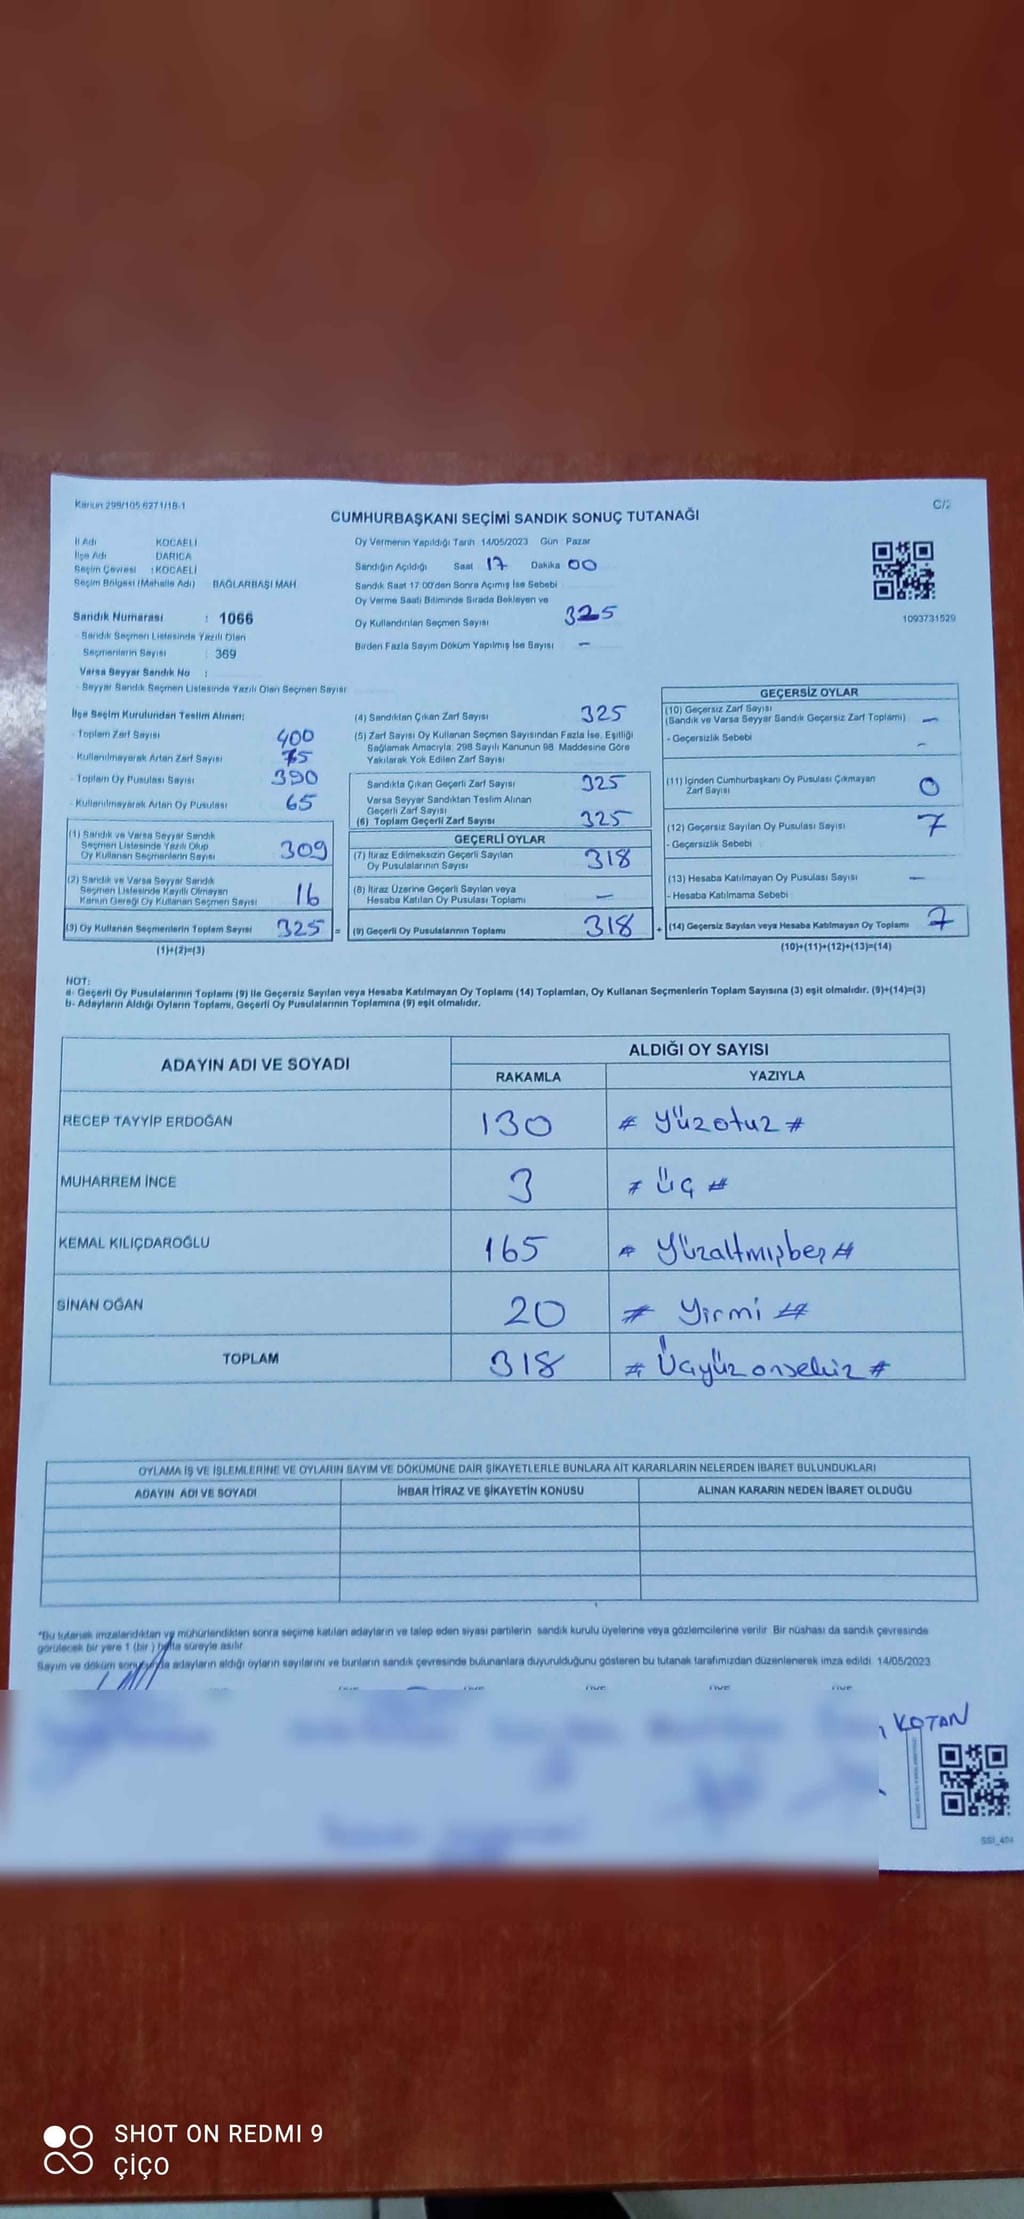 Kanun 298/105 6271/18-1
C/2
CUMHURBAŞKANI SEÇİMİ SANDIK SONUÇ TUTANAĞI
İl Adı KOCAELİ
İlçe Adı DARICA
Seçim Çevresi : KOCAELİ
Seçim Bölgesi (Mahalle Adı) BAĞLARBAŞI MAH
Sandık Numarası : 1066
Sandık Seçmen Listesinde Yazılı Olan
Seçmenlerin Sayısı : 369
Varsa Seyyar Sandık No :
- Seyyar Sandık Seçmen Listesinde Yazılı Olan Seçmen Sayısı
Oy Vermenin Yapıldığı Tarih 14/05/2023 Gün Pazar
Sandığın Açıldığı Saat 17 Dakika 00
Sandık Saat 17:00'den Sonra Açımış İse Sebebi
Oy Verme Saati Bitiminde Sırada Bekleyen ve
Oy Kullandırılan Seçmen Sayısı 325
Birden Fazla Sayım Döküm Yapılmış İse Sayısı -
1093731529
İlçe Seçim Kurulundan Teslim Alınan:
- Toplam Zarf Sayısı 400
- Kullanılmayarak Artan Zarf Sayısı 75
- Toplam Oy Pusulası Sayısı 390
- Kullanılmayarak Artan Oy Pusulası 65
(1) Sandık ve Varsa Seyyar Sandık
Seçmen Listesinde Yazılı Olup
Oy Kullanan Seçmenlerin Sayısı 309
(2) Sandık ve Varsa Seyyar Sandık
Seçmen Listesinde Kayıtlı Olmayan
Kanun Gereği Oy Kullanan Seçmen Sayısı 16
(3) Oy Kullanan Seçmenlerin Toplam Sayısı 325 =
(1)+(2)=(3)
(4) Sandıktan Çıkan Zarf Sayısı 325
(5) Zarf Sayısı Oy Kullanan Seçmen Sayısından Fazla İse, Eşitliği
Sağlamak Amacıyla, 298 Sayılı Kanunun 98. Maddesine Göre
Yakılarak Yok Edilen Zarf Sayısı
Sandıkta Çıkan Geçerli Zarf Sayısı 325
Varsa Seyyar Sandıktan Teslim Alınan
Geçerli Zarf Sayısı
(6) Toplam Geçerli Zarf Sayısı 325
GEÇERLİ OYLAR
(7) İtiraz Edilmeksizin Geçerli Sayılan
Oy Pusulalarının Sayısı 318
(8) İtiraz Üzerine Geçerli Sayılan veya
Hesaba Katılan Oy Pusulası Toplamı -
(9) Geçerli Oy Pusulalarının Toplamı 318 +
GEÇERSİZ OYLAR
(10) Geçersiz Zarf Sayısı
(Sandık ve Varsa Seyyar Sandık Geçersiz Zarf Toplamı) -
- Geçersizlik Sebebi -
(11) İçinden Cumhurbaşkanı Oy Pusulası Çıkmayan
Zarf Sayısı 0
(12) Geçersiz Sayılan Oy Pusulası Sayısı 7
- Geçersizlik Sebebi
(13) Hesaba Katılmayan Oy Pusulası Sayısı -
- Hesaba Katılmama Sebebi
(14) Geçersiz Sayılan veya Hesaba Katılmayan Oy Toplamı 7
(10)+(11)+(12)+(13)=(14)
NOT:
a- Geçerli Oy Pusulalarının Toplamı (9) ile Geçersiz Sayılan veya Hesaba Katılmayan Oy Toplamı (14) Toplamları, Oy Kullanan Seçmenlerin Toplam Sayısına (3) eşit olmalıdır. (9)+(14)=(3)
b- Adayların Aldığı Oyların Toplamı, Geçerli Oy Pusulalarının Toplamına (9) eşit olmalıdır.
ADAYIN ADI VE SOYADI
ALDIĞI OY SAYISI
RAKAMLA YAZIYLA
RECEP TAYYİP ERDOĞAN 130 # Yüzotuz #
MUHARREM İNCE 3 # Üç #
KEMAL KILIÇDAROĞLU 165 # Yüzaltmışbeş #
SİNAN OĞAN 20 # Yirmi #
TOPLAM 318 # Üçyüzonsekiz #
OYLAMA İŞ VE İŞLEMLERİNE VE OYLARIN SAYIM VE DÖKÜMÜNE DAİR ŞİKAYETLERLE BUNLARA AİT KARARLARIN NELERDEN İBARET BULUNDUKLARI
ADAYIN ADI VE SOYADI İHBAR İTİRAZ VE ŞİKAYETİN KONUSU ALINAN KARARIN NEDEN İBARET OLDUĞU
*Bu tutanak imzalandıktan ve mühürlendikten sonra seçime katılan adayların ve talep eden siyasi partilerin sandık kurulu üyelerine veya gözlemcilerine verilir. Bir nüshası da sandık çevresinde
görülecek bir yere 1 (bir ) hafta süreyle asılır.
Sayım ve döküm sonucunda adayların aldığı oyların sayılarını ve bunların sandık çevresinde bulunanlara duyurulduğunu gösteren bu tutanak tarafımızdan düzenlenerek imza edildi. 14/05/2023
KOTAN
SHOT ON REDMI 9
ÇİÇO